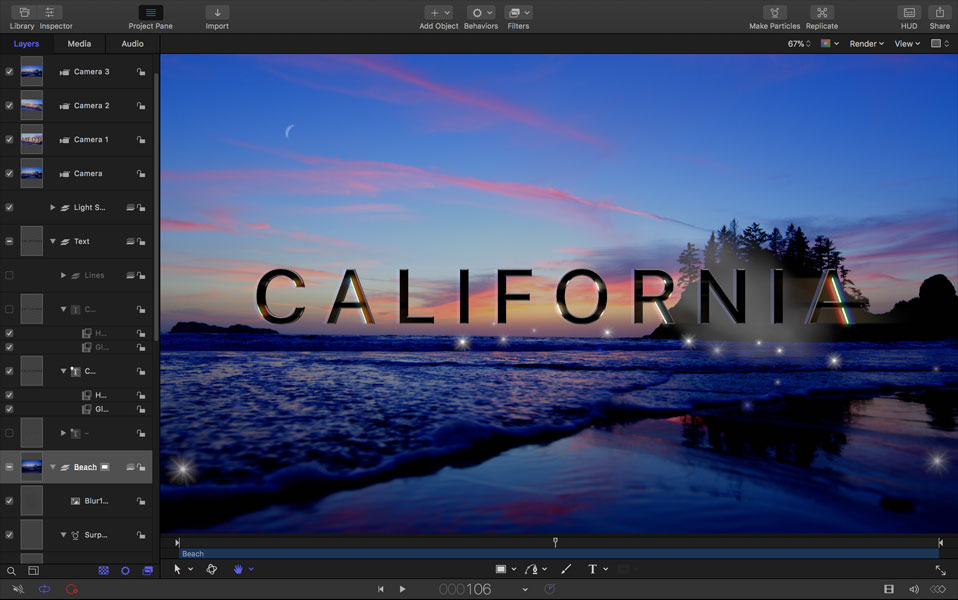 Library Inspector Project Pane Import Add Object Behaviors Filters Make Particles Replicate HUD Share
Layers Media Audio 67% Render View
Camera 3
Camera 2
Camera 1
Camera
Light S...
Text
Lines
C...
H...
Gl...
C...
H...
Gl...
–
Beach
Blur1...
Surp...
CALIFORNIA
Beach
T
000106